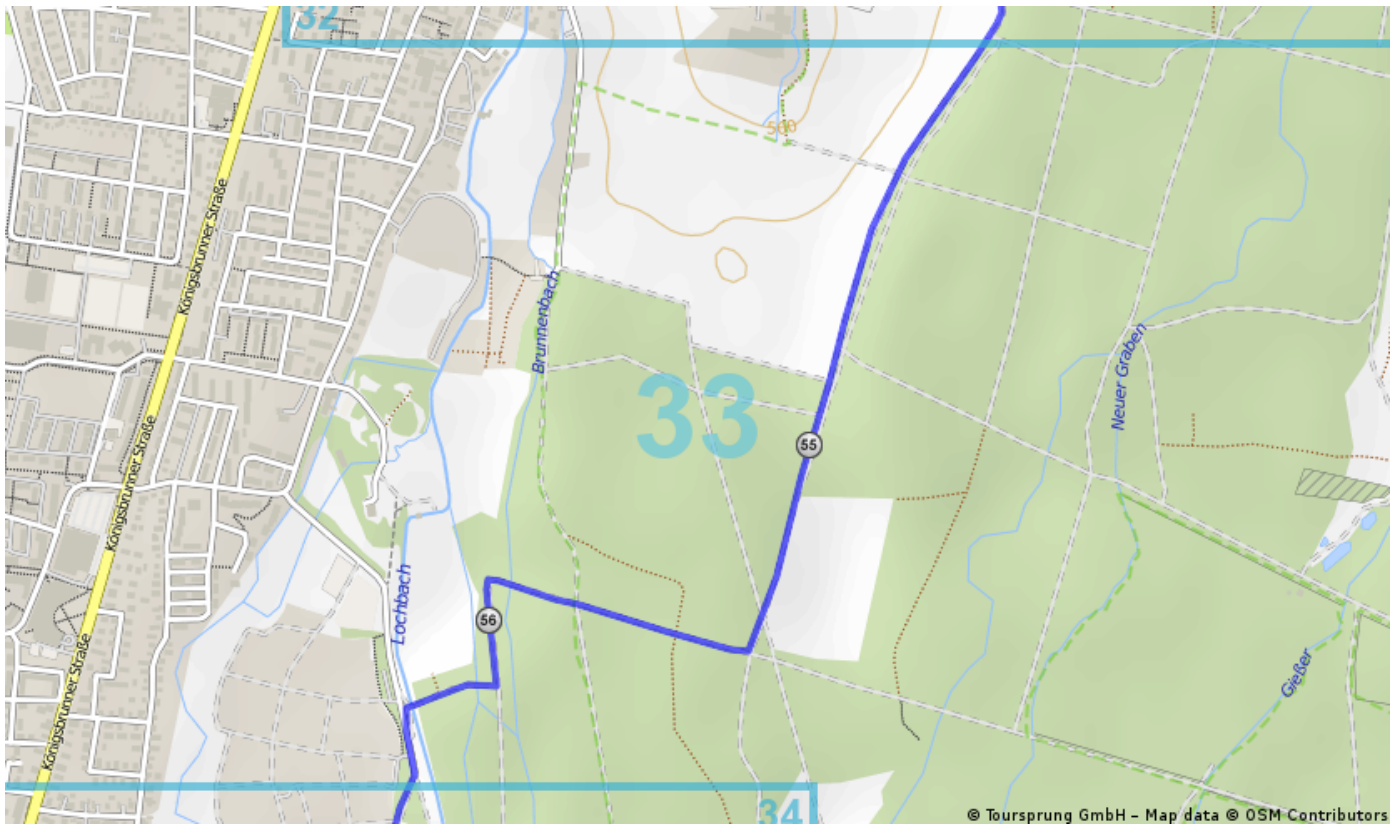 32
500
Königsbrunner Straße
Brunnenbach
Neuer Graben
33
55
Königsbrunner Straße
Lochbach
56
Königsbrunner Straße
Gießer
34
© Toursprung GmbH – Map data © OSM Contributors